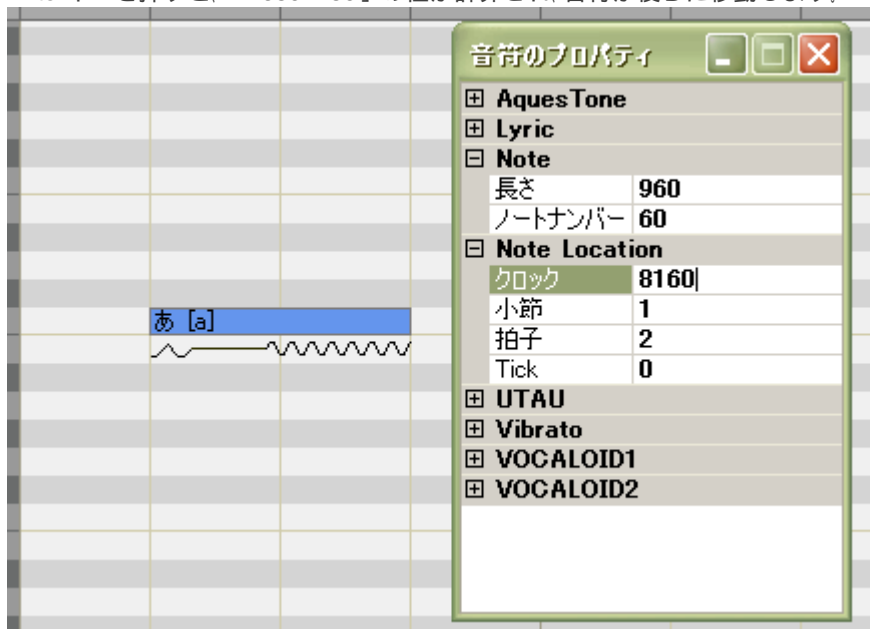 音符のプロパティ
AquesTone
Lyric
Note
長さ 960
ノートナンバー 60
Note Location
クロック 8160
小節 1
拍子 2
Tick 0
UTAU
Vibrato
VOCALOID1
VOCALOID2
あ [a]